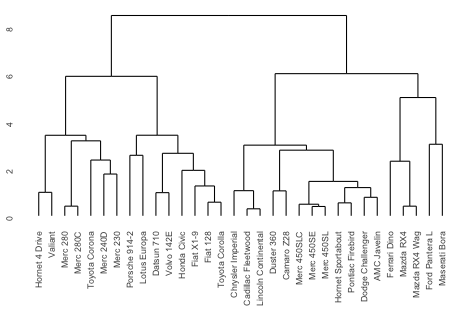 8
6
4
2
0
Hornet 4 Drive
Valiant
Merc 280
Merc 280C
Toyota Corona
Merc 240D
Merc 230
Porsche 914-2
Lotus Europa
Datsun 710
Volvo 142E
Honda Civic
Fiat X1-9
Fiat 128
Toyota Corolla
Chrysler Imperial
Cadillac Fleetwood
Lincoln Continental
Duster 360
Camaro Z28
Merc 450SLC
Merc 450SE
Merc 450SL
Hornet Sportabout
Pontiac Firebird
Dodge Challenger
AMC Javelin
Ferrari Dino
Mazda RX4
Mazda RX4 Wag
Ford Pantera L
Maserati Bora